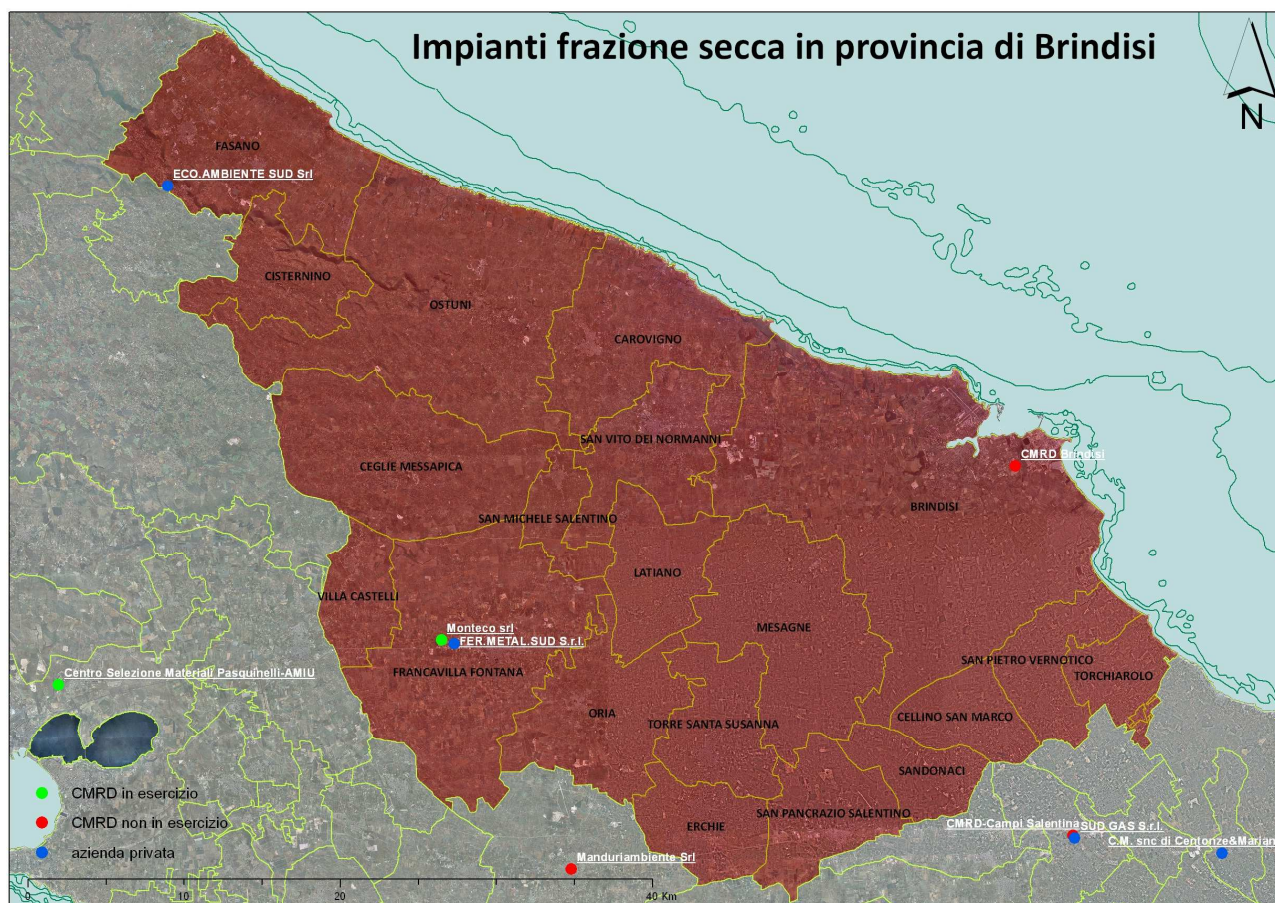 Impianti frazione secca in provincia di Brindisi
N
FASANO
ECO.AMBIENTE SUD Srl
CISTERNINO
OSTUNI
CAROVIGNO
SAN VITO DEI NORMANNI
CEGLIE MESSAPICA
CMRD Brindisi
BRINDISI
SAN MICHELE SALENTINO
LATIANO
VILLA CASTELLI
MESAGNE
Monteco srl
FER.METAL.SUD S.r.l.
SAN PIETRO VERNOTICO
FRANCAVILLA FONTANA
TORCHIAROLO
Centro Selezione Materiali Pasquinelli-AMIU
ORIA
CELLINO SAN MARCO
TORRE SANTA SUSANNA
SANDONACI
CMRD in esercizio
SAN PANCRAZIO SALENTINO
CMRD non in esercizio
ERCHIE
CMRD-Campi Salentina
SUD GAS S.r.l.
C.M. snc di Centonze&Marian
azienda privata
Manduriambiente Srl
0 10 20 40 Km